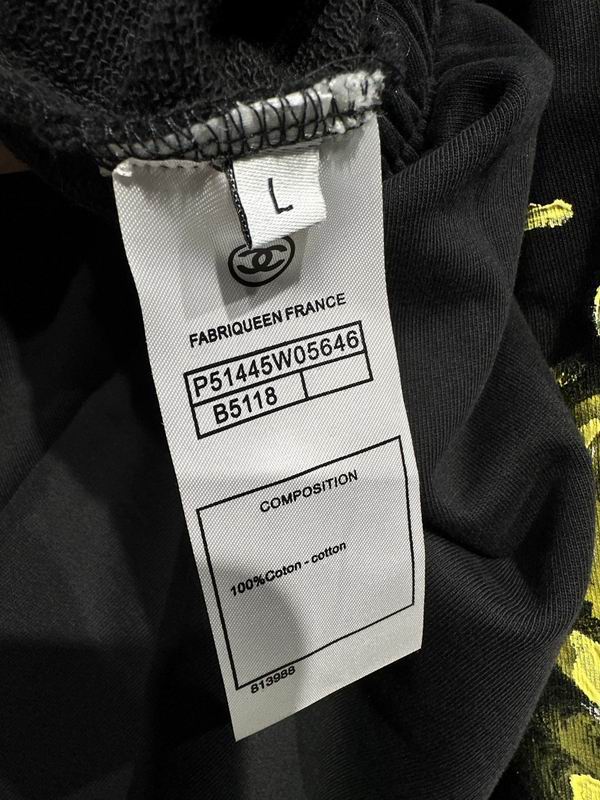 L
FABRIQUEEN FRANCE
P51445W05646
B5118
COMPOSITION
100%Coton - cotton
813988